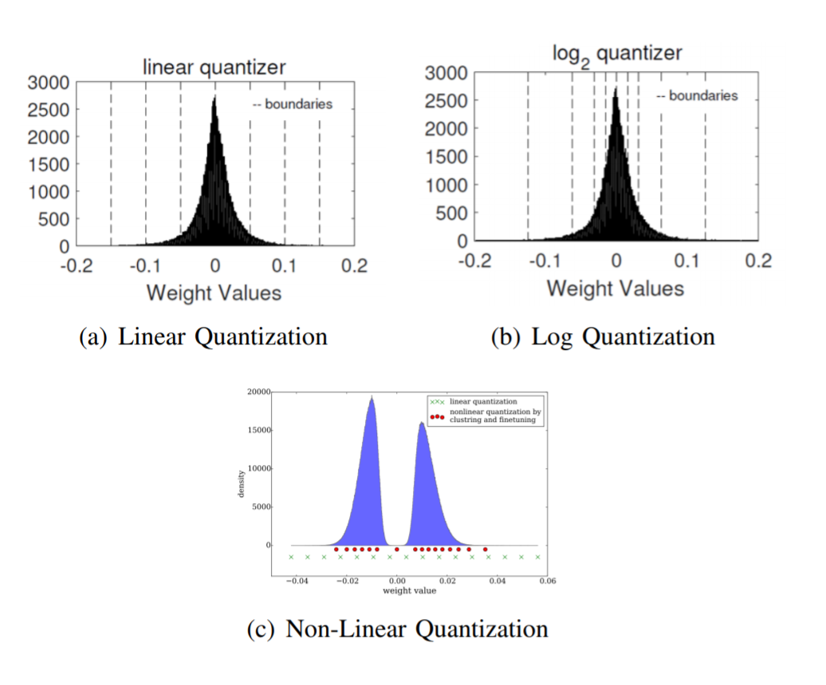 linear quantizer
3000
2500
2000
1500
1000
500
0
-- boundaries
-0.2 -0.1 0 0.1 0.2
Weight Values
(a) Linear Quantization
log2 quantizer
3000
2500
2000
1500
1000
500
0
-- boundaries
-0.2 -0.1 0 0.1 0.2
Weight Values
(b) Log Quantization
20000
15000
10000
5000
0
density
linear quantization
nonlinear quantization by
clustring and finetuning
−0.04 −0.02 0.00 0.02 0.04 0.06
weight value
(c) Non-Linear Quantization